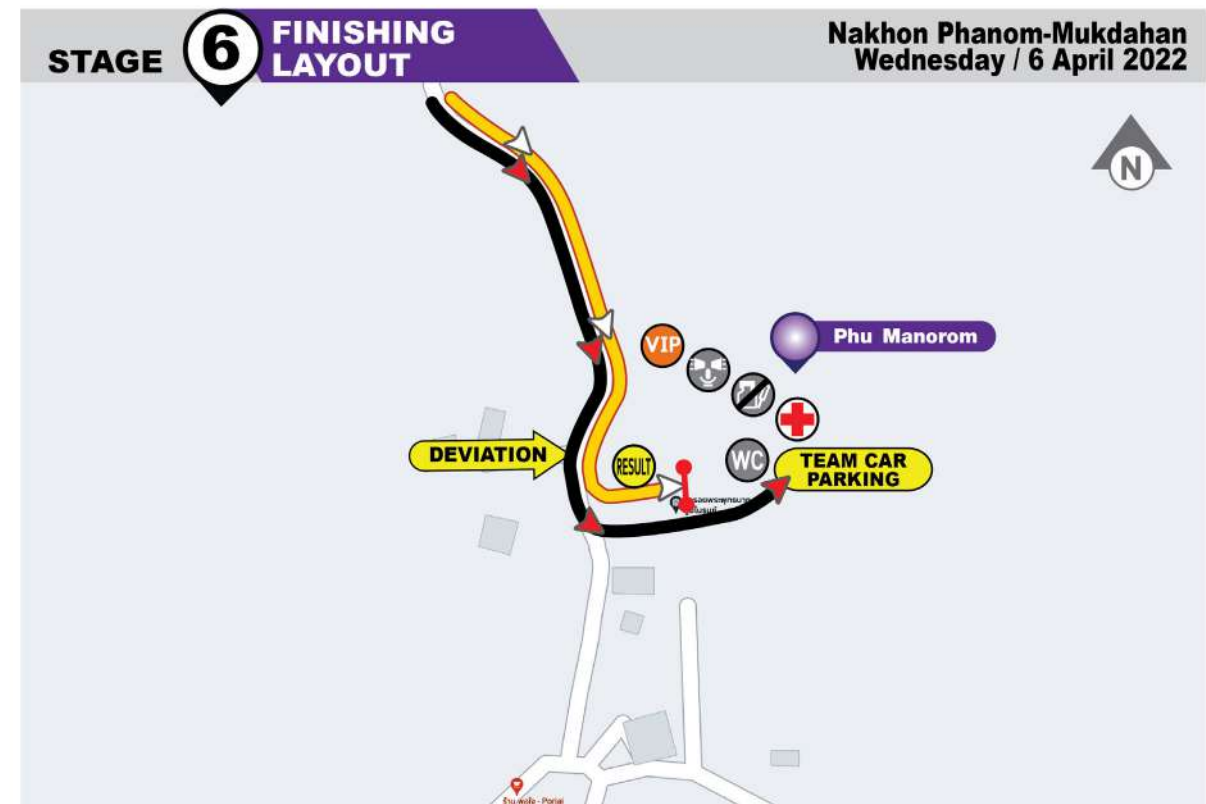 STAGE 6 FINISHING
LAYOUT
Nakhon Phanom-Mukdahan
Wednesday / 6 April 2022
N
Phu Manorom
VIP
DEVIATION
RESULT
WC
TEAM CAR
PARKING